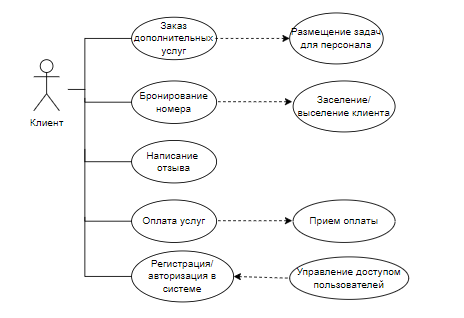 Клиент
Заказ
дополнительных
услуг
Размещение задач
для персонала
Бронирование
номера
Заселение/
выселение клиента
Написание
отзыва
Оплата услуг
Прием оплаты
Регистрация/
авторизация в
системе
Управление доступом
пользователей